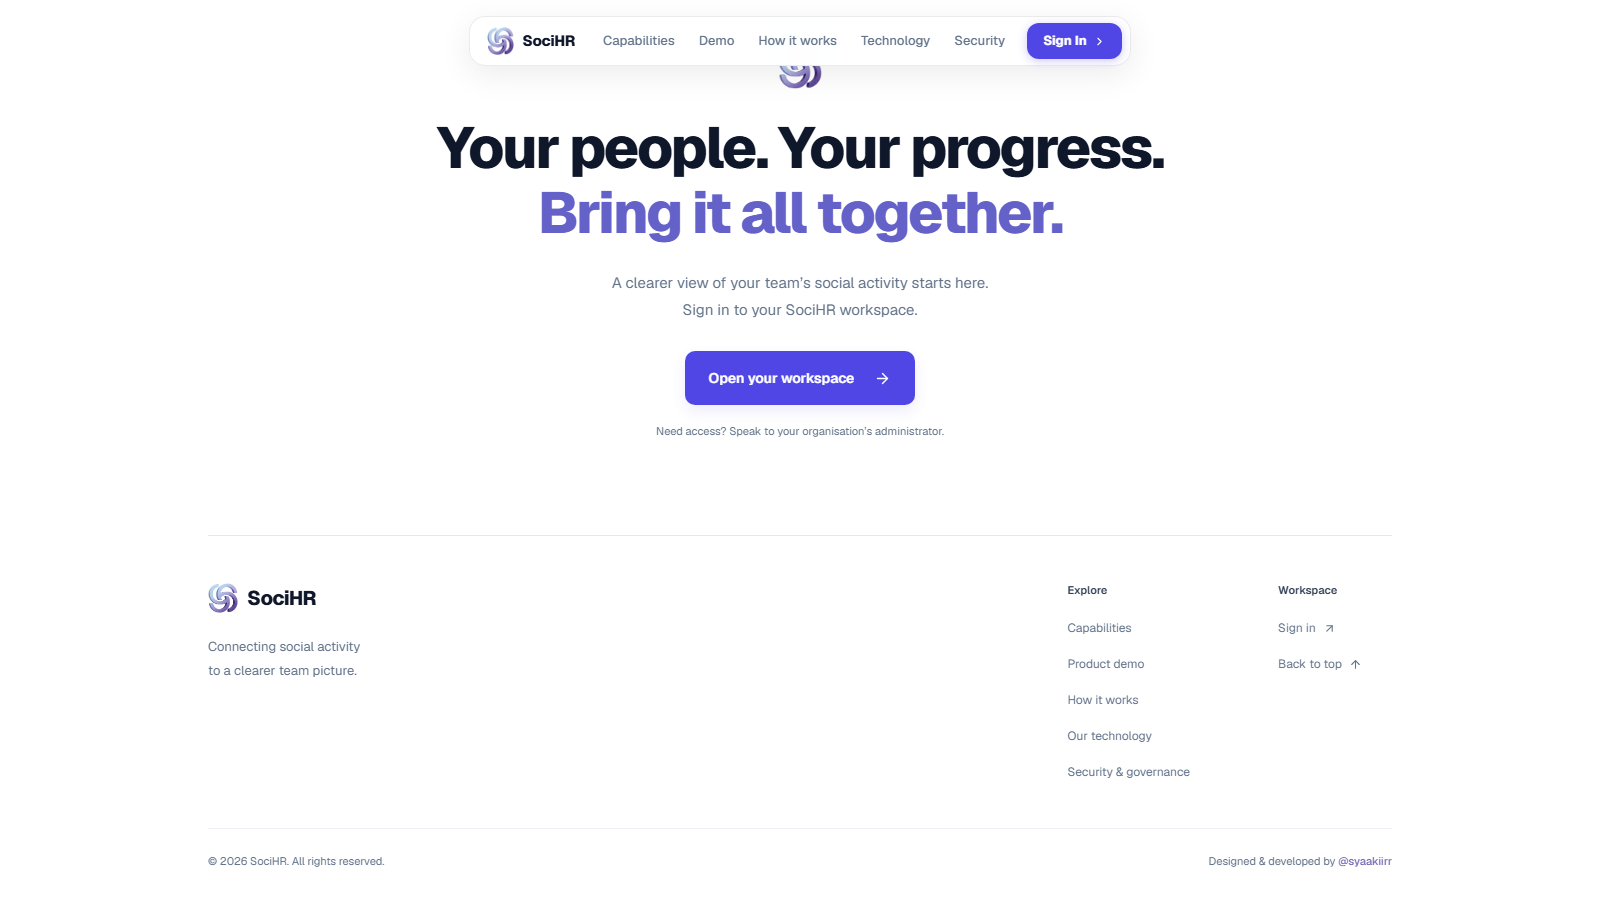 SociHR
Capabilities
Demo
How it works
Technology
Security
Sign In
Your people. Your progress.
Bring it all together.
A clearer view of your team’s social activity starts here.
Sign in to your SociHR workspace.
Open your workspace
Need access? Speak to your organisation’s administrator.
SociHR
Connecting social activity
to a clearer team picture.
Explore
Capabilities
Product demo
How it works
Our technology
Security & governance
Workspace
Sign in
Back to top
© 2026 SociHR. All rights reserved.
Designed & developed by @syaakiirr